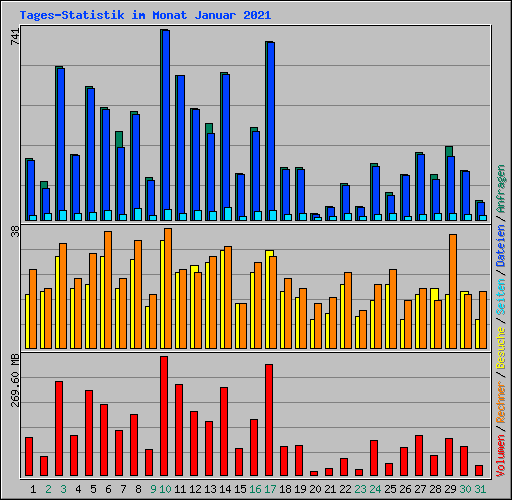 Tages-Statistik im Monat Januar 2021
741
38
269.60 MB
Volumen / Rechner / Besuche / Seiten / Dateien / Anfragen
1 2 3 4 5 6 7 8 9 10 11 12 13 14 15 16 17 18 19 20 21 22 23 24 25 26 27 28 29 30 31